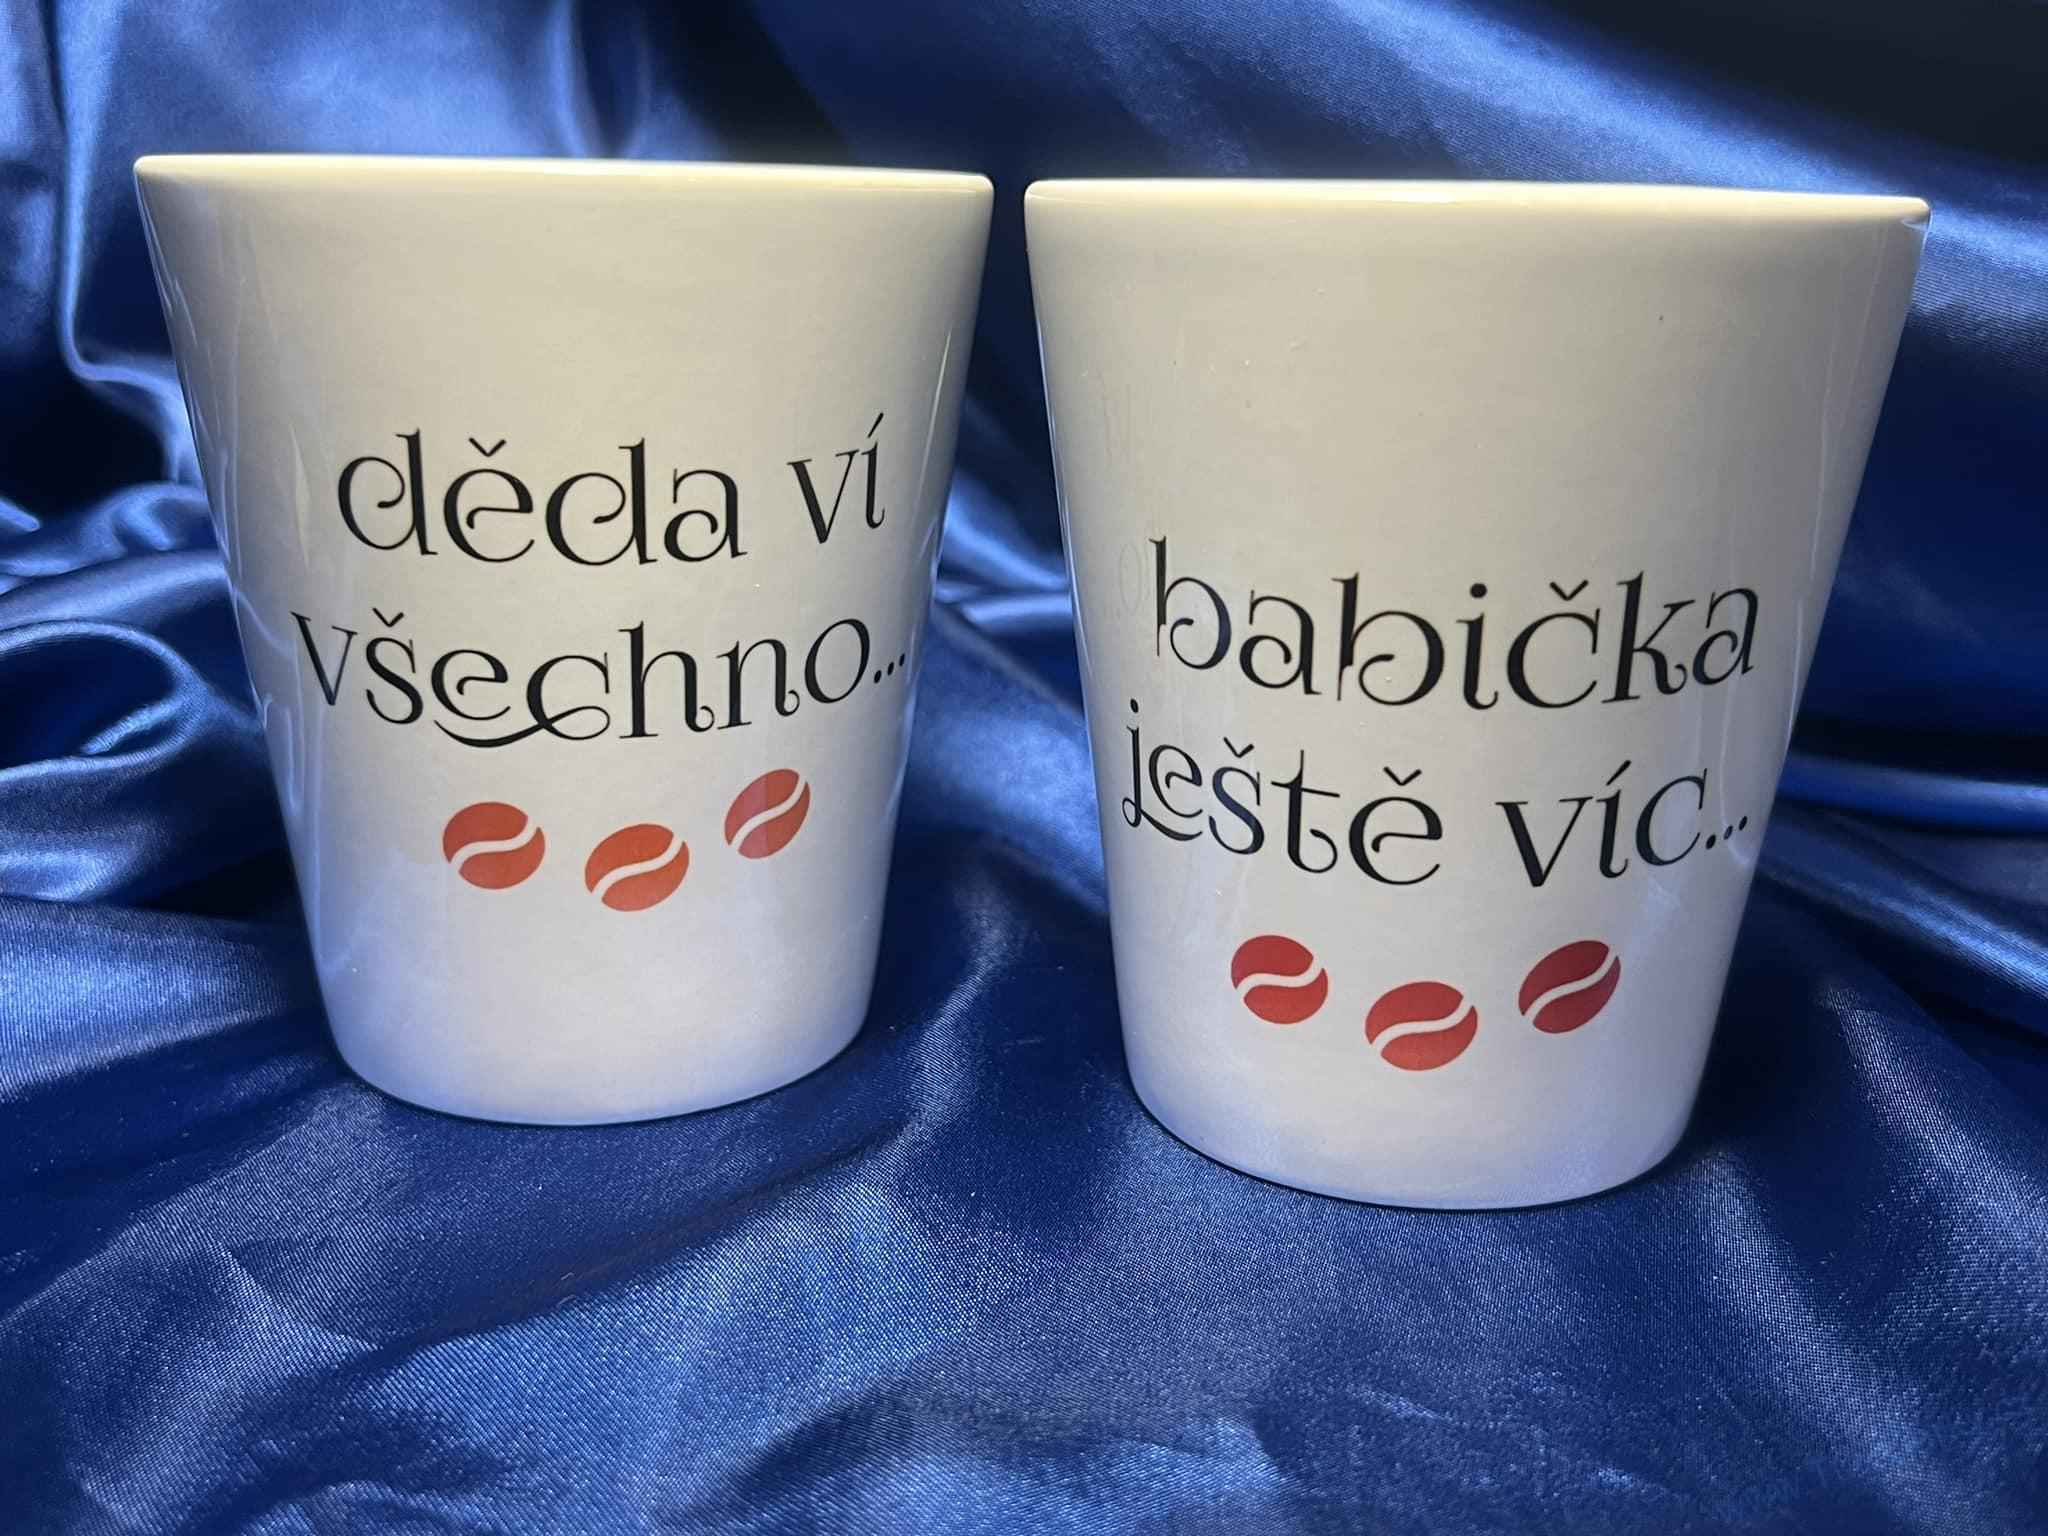 děda ví
všechno...
babička
ještě víc...